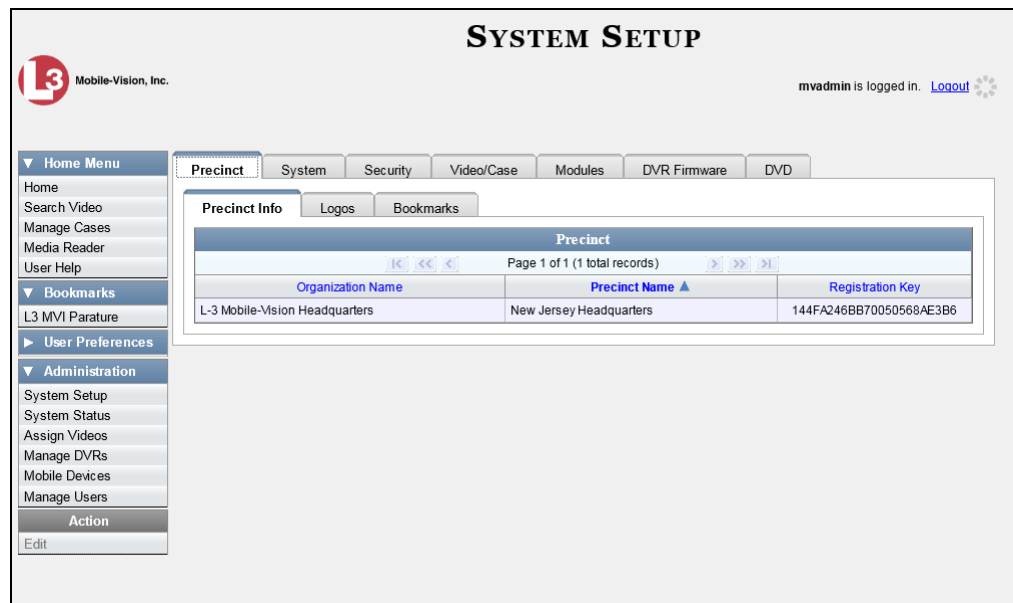 SYSTEM SETUP
L3 Mobile-Vision, Inc.
mvadmin is logged in. Logout
Home Menu
Home
Search Video
Manage Cases
Media Reader
User Help
Bookmarks
L3 MVI Parature
User Preferences
Administration
System Setup
System Status
Assign Videos
Manage DVRs
Mobile Devices
Manage Users
Action
Edit
Precinct System Security Video/Case Modules DVR Firmware DVD
Precinct Info Logos Bookmarks
Precinct
Page 1 of 1 (1 total records)
Organization Name Precinct Name Registration Key
L-3 Mobile-Vision Headquarters New Jersey Headquarters 144FA246BB70050568AE3B6